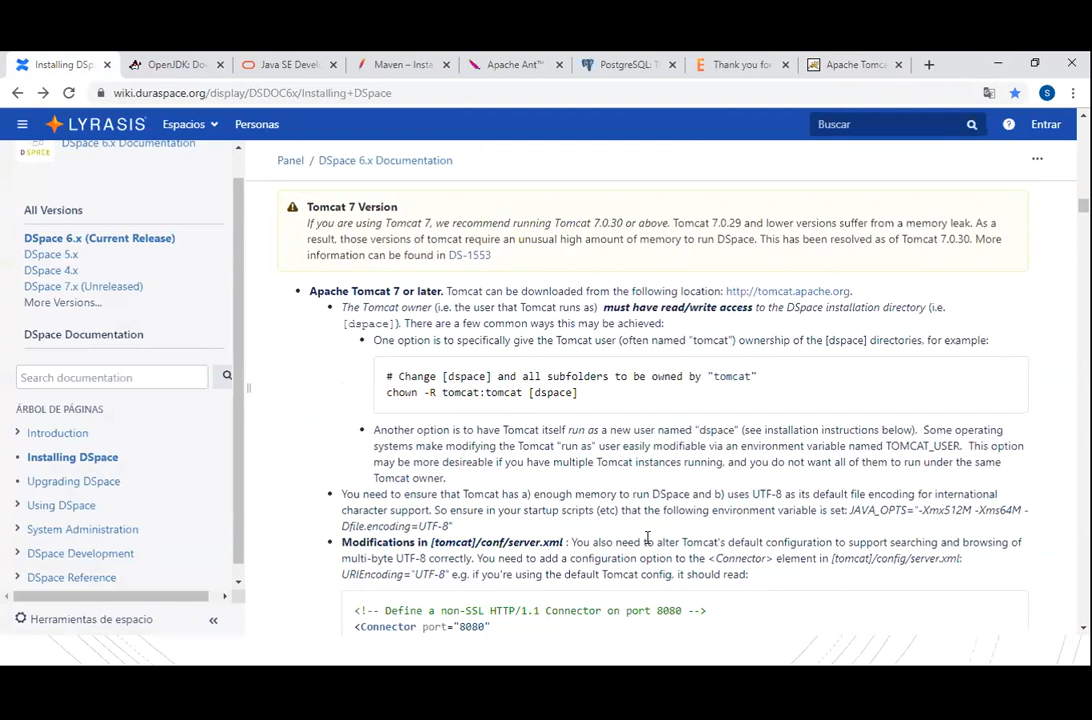 Installing DSp
OpenJDK: Do
Java SE Devel
Maven – Insta
Apache Ant™
PostgreSQL: T
Thank you for
Apache Tomca
wiki.duraspace.org/display/DSDOC6x/Installing+DSpace
S
LYRASIS
Espacios
Personas
Buscar
Entrar
DSPACE
DSpace 6.x Documentation
All Versions
DSpace 6.x (Current Release)
DSpace 5.x
DSpace 4.x
DSpace 7.x (Unreleased)
More Versions...
DSpace Documentation
Search documentation
ÁRBOL DE PÁGINAS
Introduction
Installing DSpace
Upgrading DSpace
Using DSpace
System Administration
DSpace Development
DSpace Reference
Herramientas de espacio
Panel / DSpace 6.x Documentation
Tomcat 7 Version
If you are using Tomcat 7, we recommend running Tomcat 7.0.30 or above. Tomcat 7.0.29 and lower versions suffer from a memory leak. As a
result, those versions of tomcat require an unusual high amount of memory to run DSpace. This has been resolved as of Tomcat 7.0.30. More
information can be found in DS-1553
Apache Tomcat 7 or later. Tomcat can be downloaded from the following location: http://tomcat.apache.org.
The Tomcat owner (i.e. the user that Tomcat runs as) must have read/write access to the DSpace installation directory (i.e.
[dspace]). There are a few common ways this may be achieved:
One option is to specifically give the Tomcat user (often named "tomcat") ownership of the [dspace] directories, for example:
# Change [dspace] and all subfolders to be owned by "tomcat"
chown -R tomcat:tomcat [dspace]
Another option is to have Tomcat itself run as a new user named "dspace" (see installation instructions below). Some operating
systems make modifying the Tomcat "run as" user easily modifiable via an environment variable named TOMCAT_USER. This option
may be more desireable if you have multiple Tomcat instances running, and you do not want all of them to run under the same
Tomcat owner.
You need to ensure that Tomcat has a) enough memory to run DSpace and b) uses UTF-8 as its default file encoding for international
character support. So ensure in your startup scripts (etc) that the following environment variable is set: JAVA_OPTS="-Xmx512M -Xms64M -
Dfile.encoding=UTF-8"
Modifications in [tomcat]/conf/server.xml : You also need to alter Tomcat's default configuration to support searching and browsing of
multi-byte UTF-8 correctly. You need to add a configuration option to the <Connector> element in [tomcat]/config/server.xml:
URIEncoding="UTF-8" e.g. if you're using the default Tomcat config, it should read:
<!-- Define a non-SSL HTTP/1.1 Connector on port 8080 -->
<Connector port="8080"